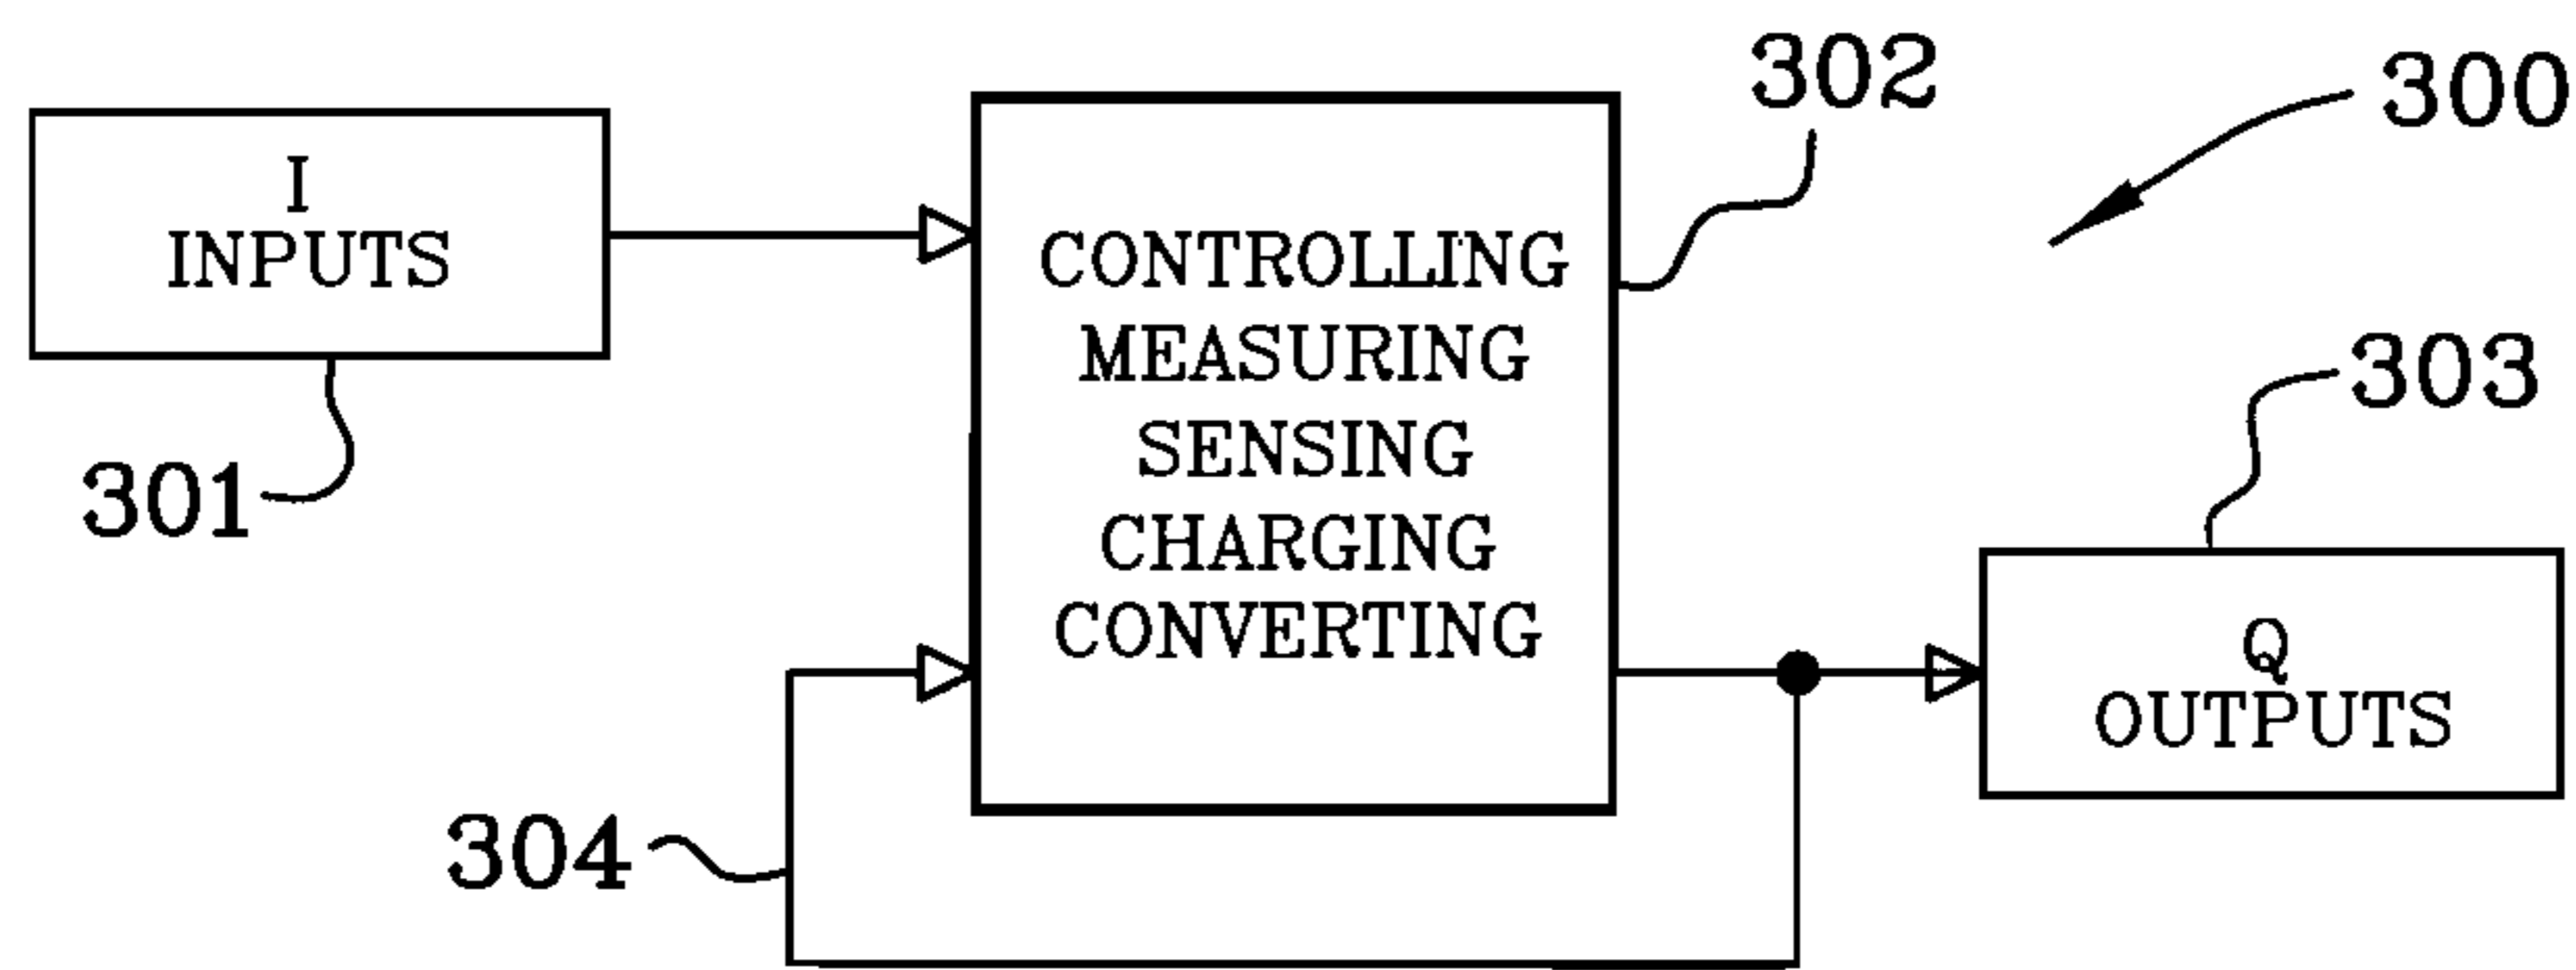 302
300
I
INPUTS
CONTROLLING
MEASURING
SENSING
CHARGING
CONVERTING
303
301
Q
OUTPUTS
304